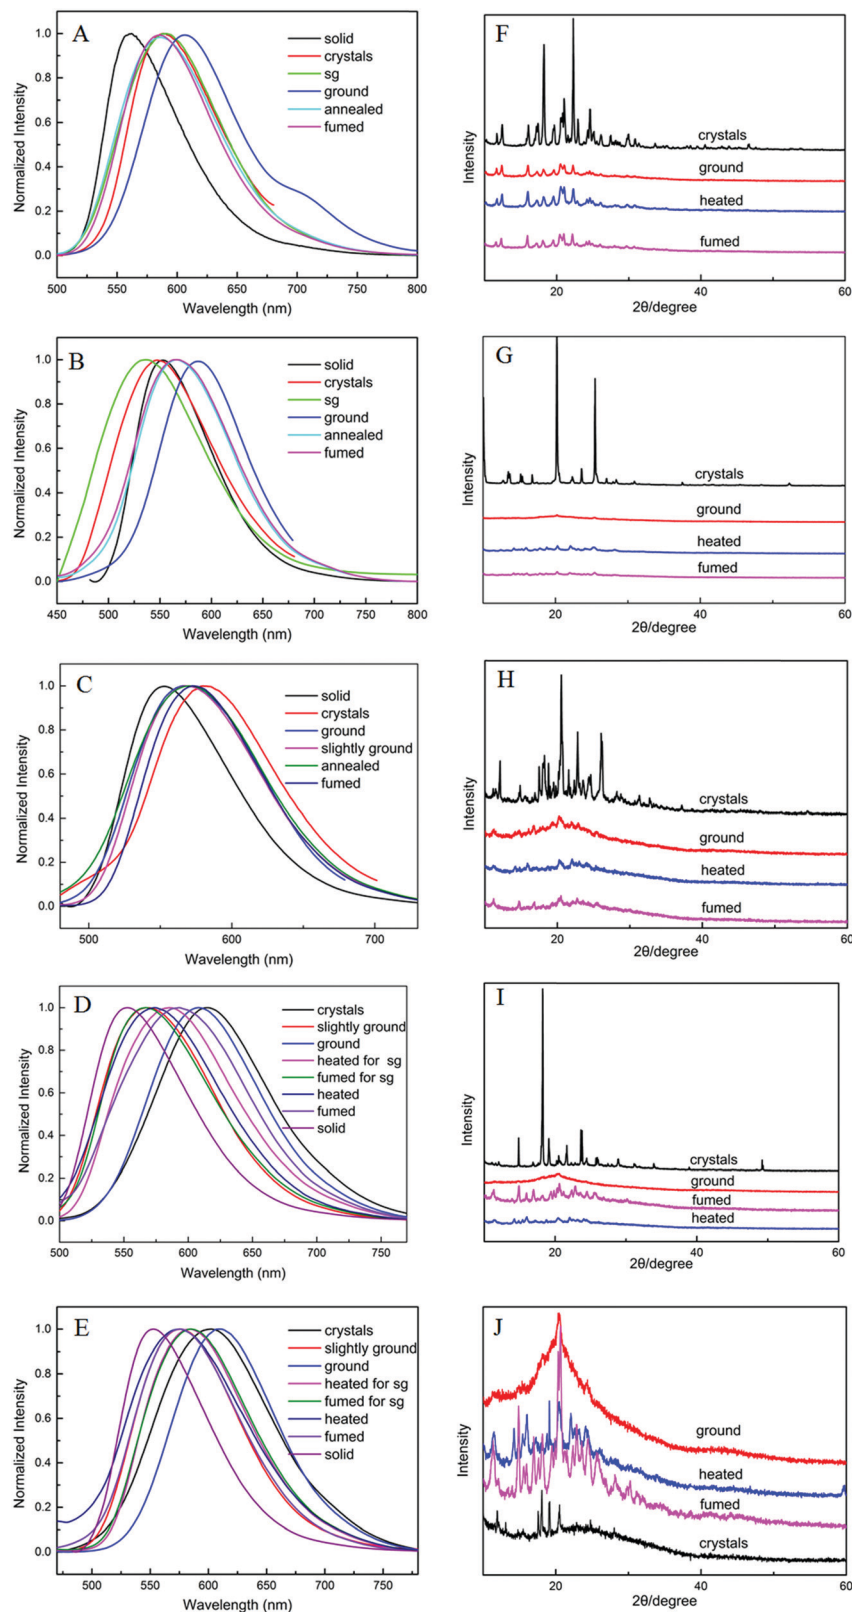 A
solid
crystals
sg
ground
annealed
fumed
Normalized Intensity
1.0
0.8
0.6
0.4
0.2
0.0
500 550 600 650 700 750 800
Wavelength (nm)
F
crystals
ground
heated
fumed
Intensity
20 40 60
2θ/degree
B
solid
crystals
sg
ground
annealed
fumed
Normalized Intensity
1.0
0.8
0.6
0.4
0.2
0.0
450 500 550 600 650 700 750 800
Wavelength (nm)
G
crystals
ground
heated
fumed
Intensity
20 40 60
2θ/degree
C
solid
crystals
ground
slightly ground
annealed
fumed
Normalized Intensity
1.0
0.8
0.6
0.4
0.2
0.0
500 600 700
Wavelength (nm)
H
crystals
ground
heated
fumed
Intensity
20 40 60
2θ/degree
D
crystals
slightly ground
ground
heated for sg
fumed for sg
heated
fumed
solid
Normalized Intensity
1.0
0.8
0.6
0.4
0.2
0.0
500 550 600 650 700 750
Wavelength (nm)
I
crystals
ground
fumed
heated
Intensity
20 40 60
2θ/degree
E
crystals
slightly ground
ground
heated for sg
fumed for sg
heated
fumed
solid
Normalized Intensity
1.0
0.8
0.6
0.4
0.2
0.0
500 550 600 650 700 750
Wavelength (nm)
J
ground
heated
fumed
crystals
Intensity
20 40 60
2θ/degree